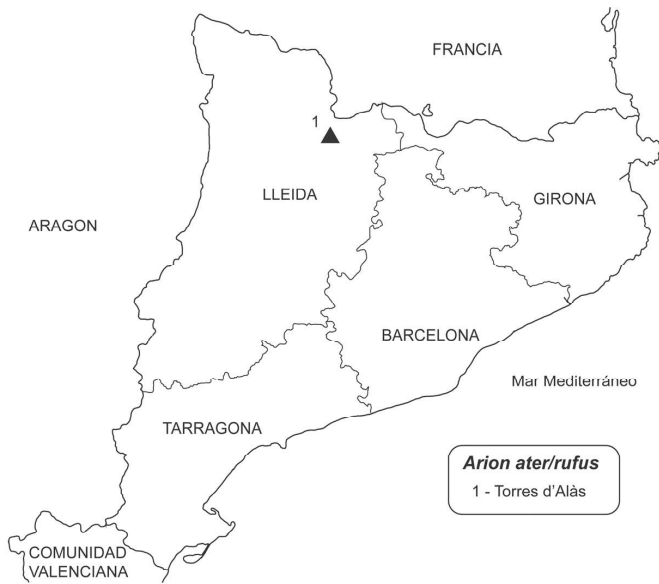 FRANCIA
1
LLEIDA
GIRONA
ARAGON
BARCELONA
Mar Mediterráneo
TARRAGONA
Arion ater/rufus
1 - Torres d'Alàs
COMUNIDAD
VALENCIANA